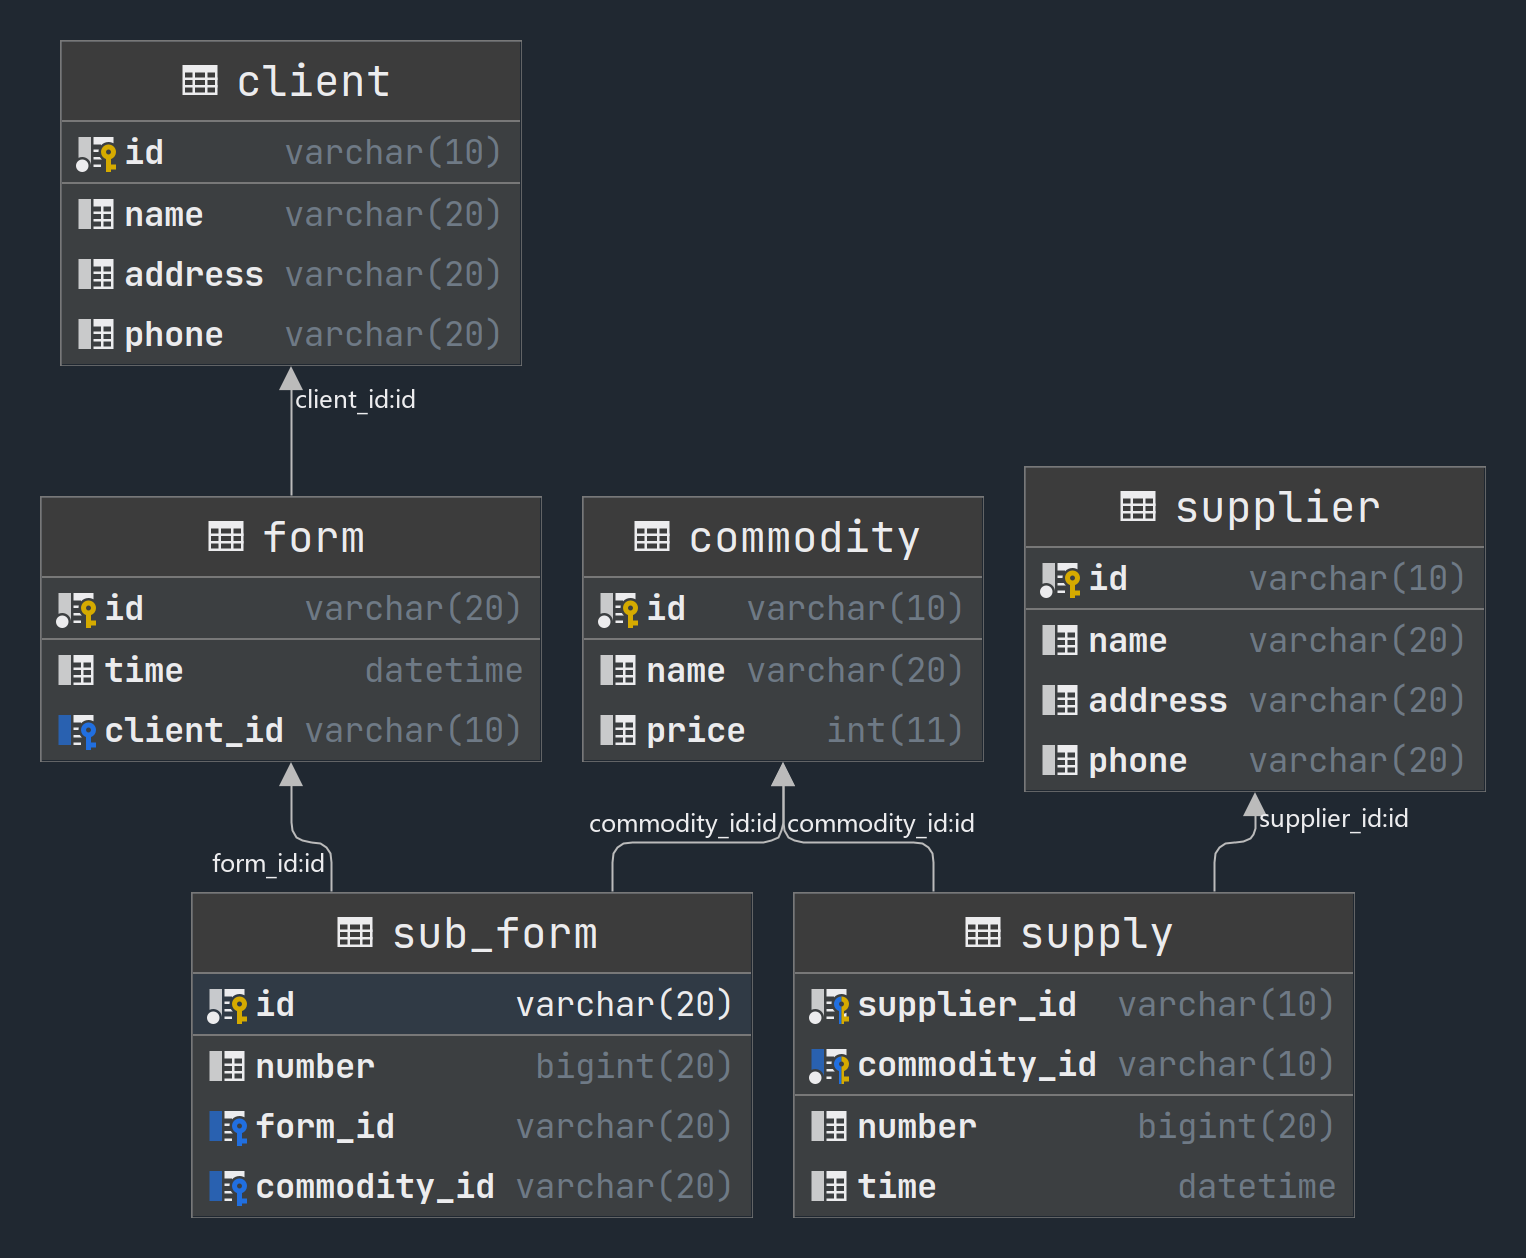 client
id varchar(10)
name varchar(20)
address varchar(20)
phone varchar(20)
client_id:id
form
id varchar(20)
time datetime
client_id varchar(10)
commodity
id varchar(10)
name varchar(20)
price int(11)
supplier
id varchar(10)
name varchar(20)
address varchar(20)
phone varchar(20)
form_id:id
commodity_id:id
commodity_id:id
supplier_id:id
sub_form
id varchar(20)
number bigint(20)
form_id varchar(20)
commodity_id varchar(20)
supply
supplier_id varchar(10)
commodity_id varchar(10)
number bigint(20)
time datetime